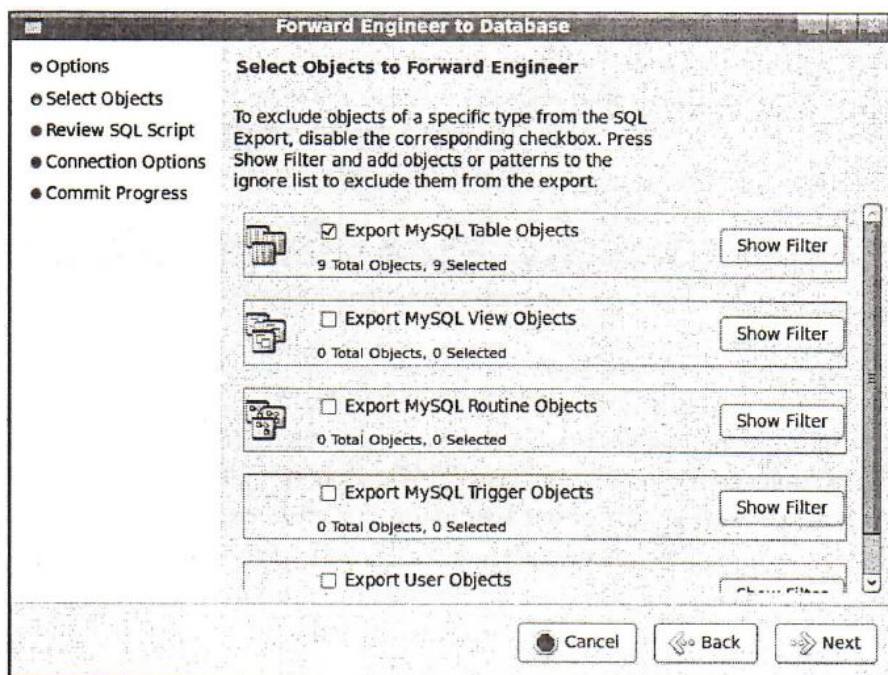 Forward Engineer to Database
Options
Select Objects
Review SQL Script
Connection Options
Commit Progress
Select Objects to Forward Engineer
To exclude objects of a specific type from the SQL
Export, disable the corresponding checkbox. Press
Show Filter and add objects or patterns to the
ignore list to exclude them from the export.
Export MySQL Table Objects
Show Filter
9 Total Objects, 9 Selected
Export MySQL View Objects
Show Filter
0 Total Objects, 0 Selected
Export MySQL Routine Objects
Show Filter
0 Total Objects, 0 Selected
Export MySQL Trigger Objects
Show Filter
0 Total Objects, 0 Selected
Export User Objects
Show Filter
Cancel
Back
Next